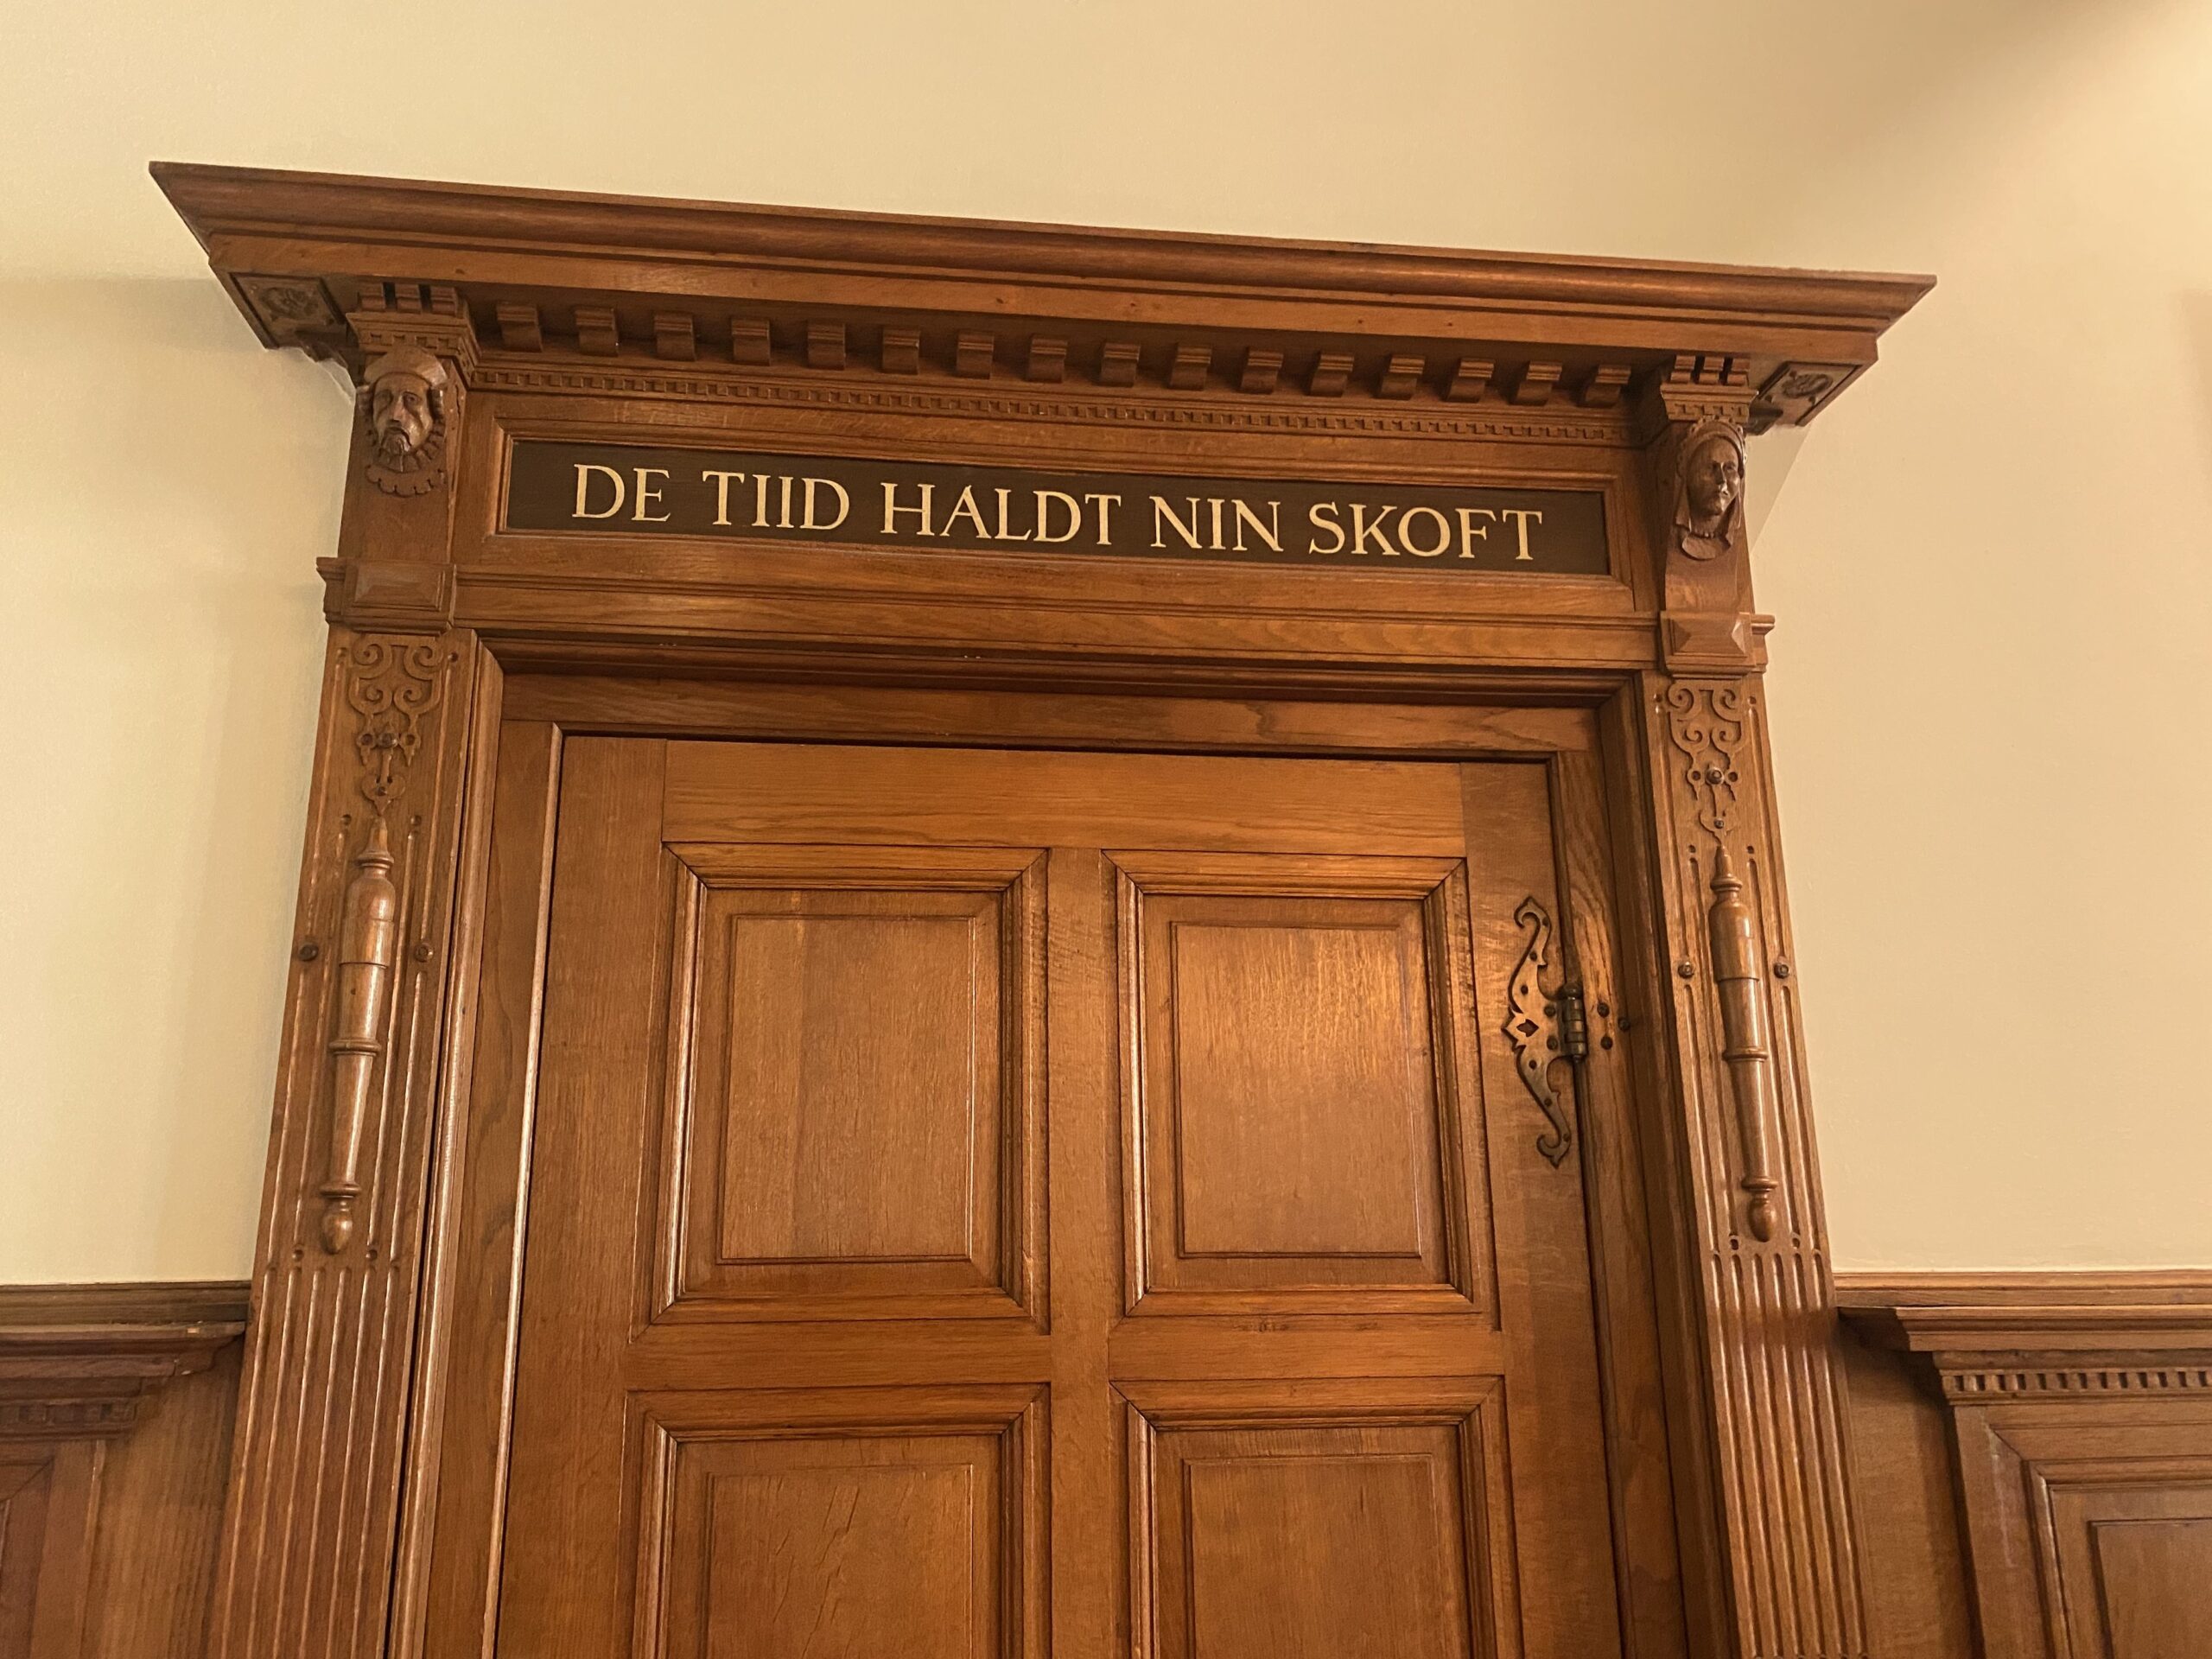 DE TIID HALDT NIN SKOFT